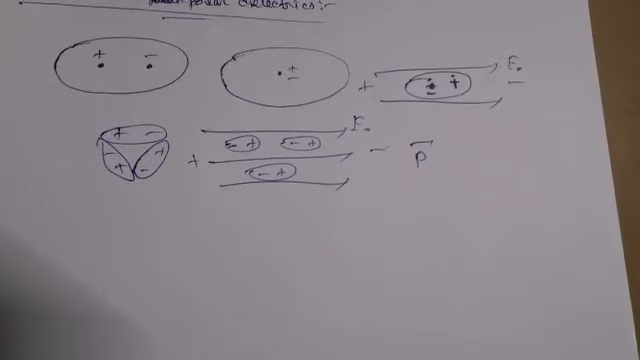 polar dielectrics:-
+ - + - + - + E₀ -
+ - - + - + + - + - + - + E₀ - p̄